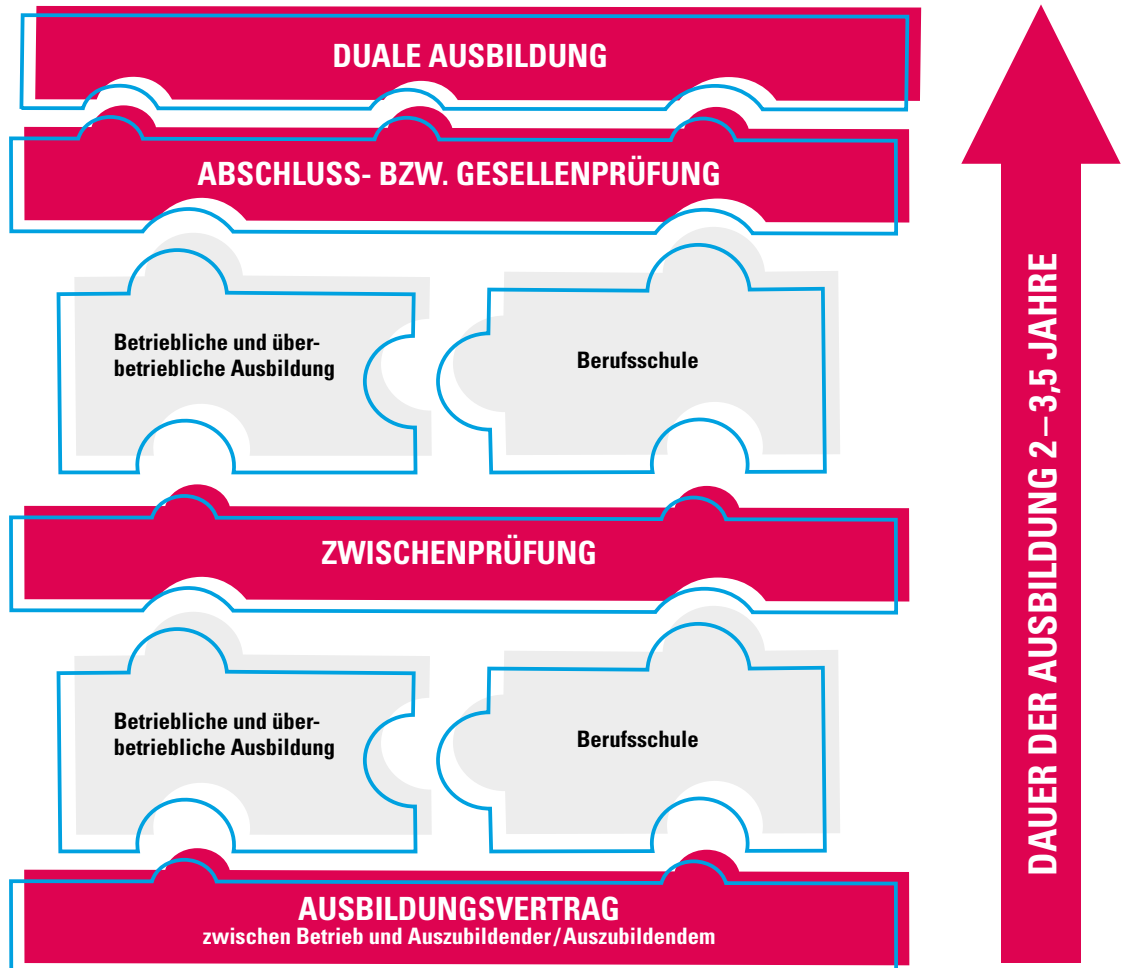 DUALE AUSBILDUNG
ABSCHLUSS- BZW. GESELLENPRÜFUNG
Betriebliche und über-
betriebliche Ausbildung
Berufsschule
ZWISCHENPRÜFUNG
Betriebliche und über-
betriebliche Ausbildung
Berufsschule
AUSBILDUNGSVERTRAG
zwischen Betrieb und Auszubildender/Auszubildendem
DAUER DER AUSBILDUNG 2–3,5 JAHRE